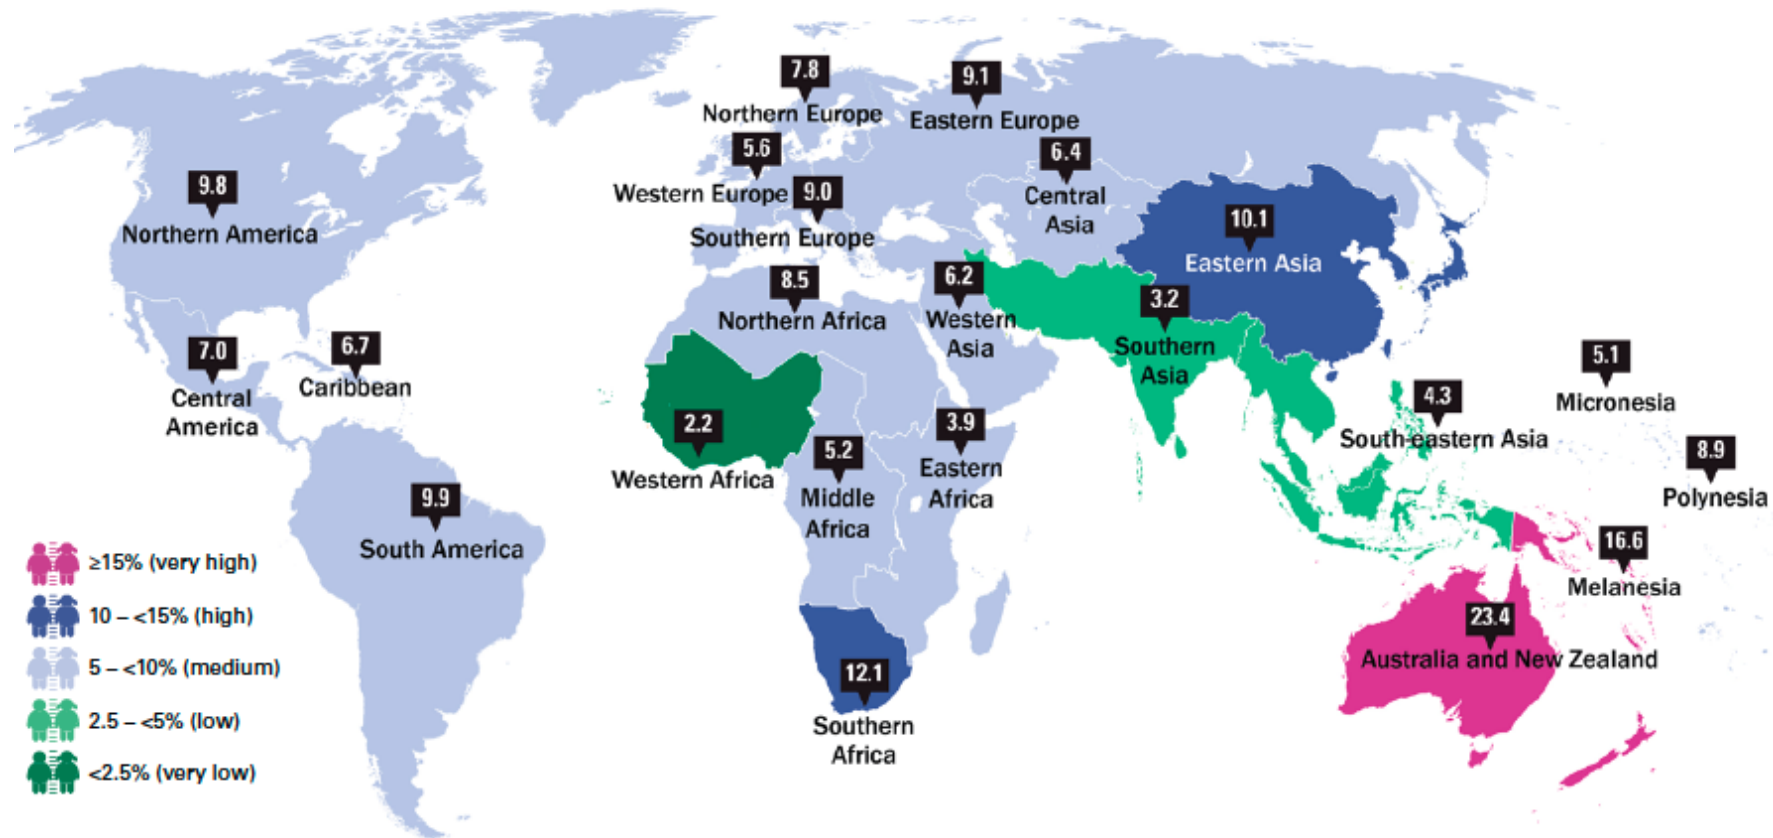 7.8
Northern Europe
9.1
Eastern Europe
5.6
Western Europe
6.4
Central
Asia
9.8
Northern America
9.0
Southern Europe
10.1
Eastern Asia
8.5
Northern Africa
6.2
Western
Asia
3.2
Southern
Asia
7.0
Central
America
6.7
Caribbean
5.1
Micronesia
4.3
South-eastern Asia
2.2
Western Africa
5.2
Middle
Africa
3.9
Eastern
Africa
8.9
Polynesia
9.9
South America
16.6
Melanesia
23.4
Australia and New Zealand
12.1
Southern
Africa
≥15% (very high)
10 – <15% (high)
5 – <10% (medium)
2.5 – <5% (low)
<2.5% (very low)